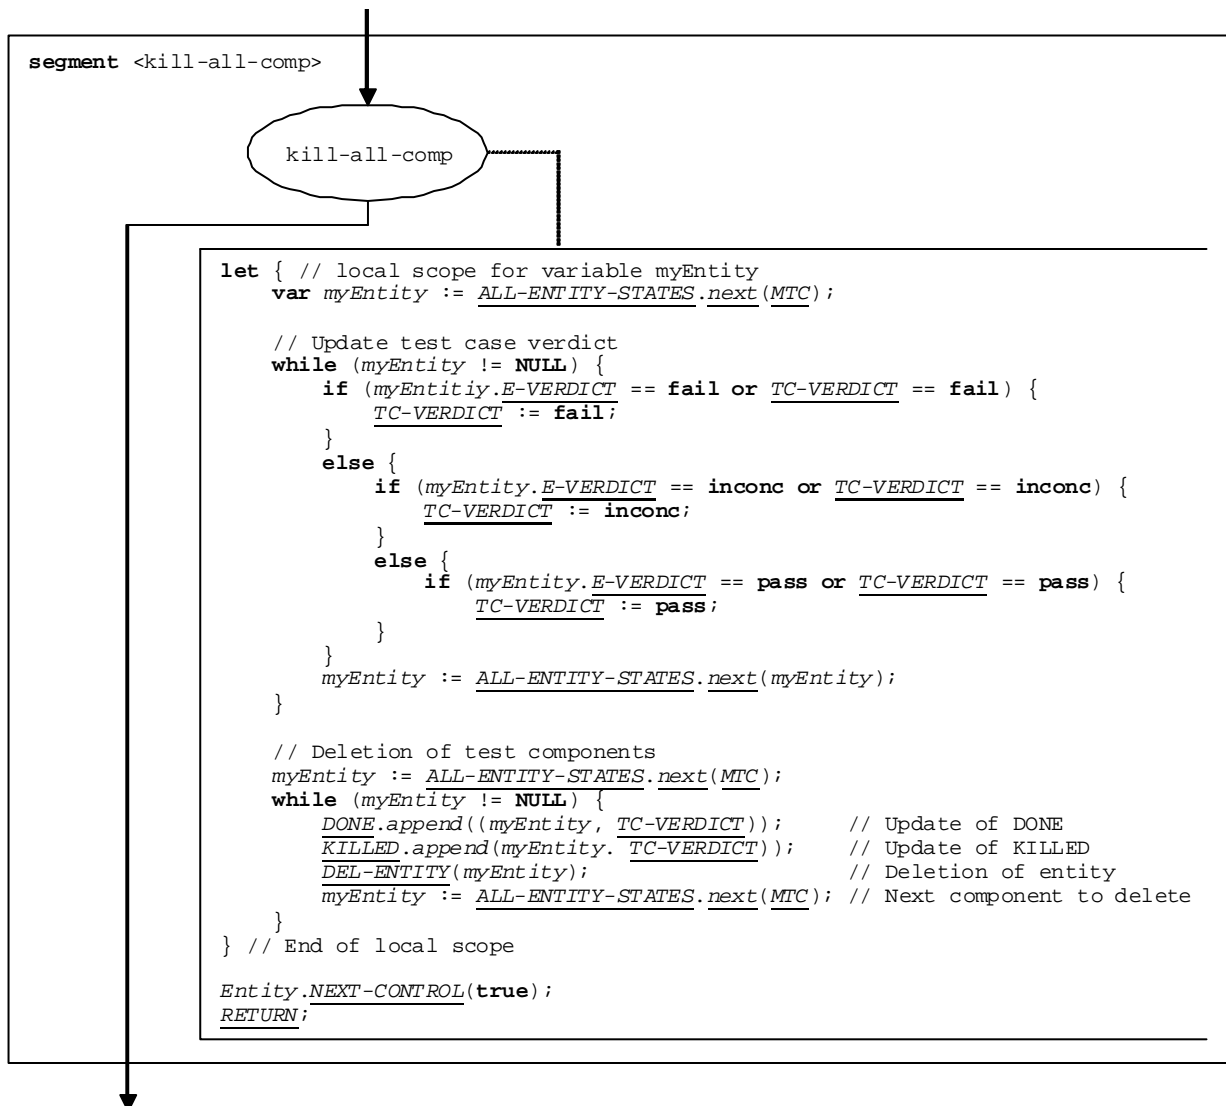 segment <kill-all-comp>
kill-all-comp
let { // local scope for variable myEntity
var myEntity := ALL-ENTITY-STATES.next(MTC);
// Update test case verdict
while (myEntity != NULL) {
if (myEntitiy.E-VERDICT == fail or TC-VERDICT == fail) {
TC-VERDICT := fail;
}
else {
if (myEntity.E-VERDICT == inconc or TC-VERDICT == inconc) {
TC-VERDICT := inconc;
}
else {
if (myEntity.E-VERDICT == pass or TC-VERDICT == pass) {
TC-VERDICT := pass;
}
}
myEntity := ALL-ENTITY-STATES.next(myEntity);
}
// Deletion of test components
myEntity := ALL-ENTITY-STATES.next(MTC);
while (myEntity != NULL) {
DONE.append((myEntity, TC-VERDICT)); // Update of DONE
KILLED.append(myEntity. TC-VERDICT)); // Update of KILLED
DEL-ENTITY(myEntity); // Deletion of entity
myEntity := ALL-ENTITY-STATES.next(MTC); // Next component to delete
}
} // End of local scope
Entity.NEXT-CONTROL(true);
RETURN;